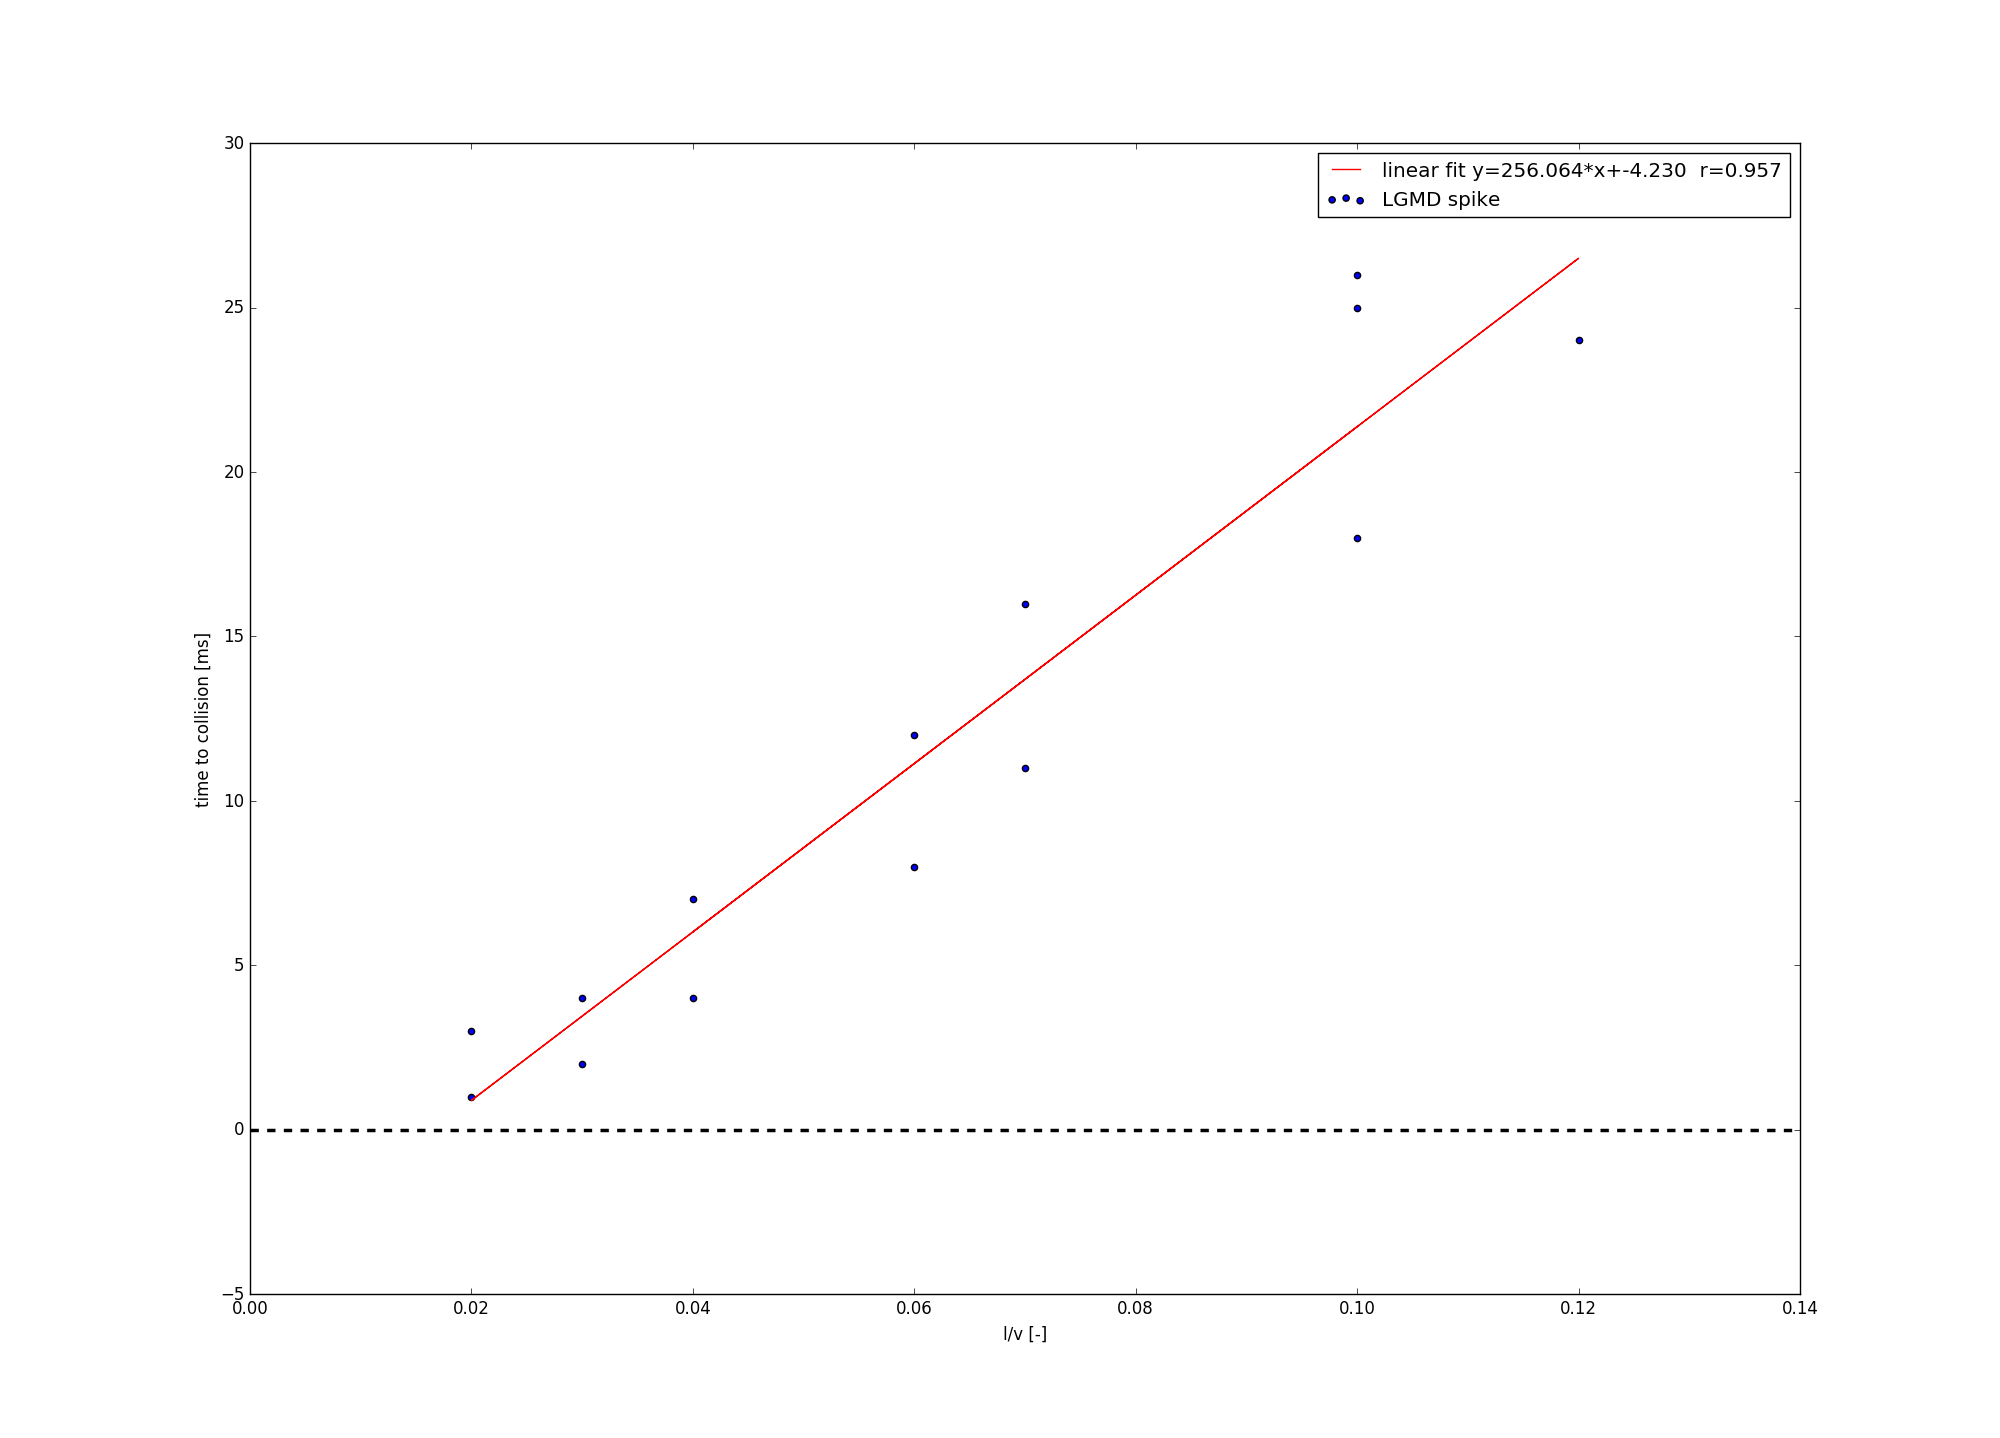 30
linear fit y=256.064*x+-4.230  r=0.957
LGMD spike
25
20
15
time to collision [ms]
10
5
0
−5
0.00 0.02 0.04 0.06 0.08 0.10 0.12 0.14
l/v [-]